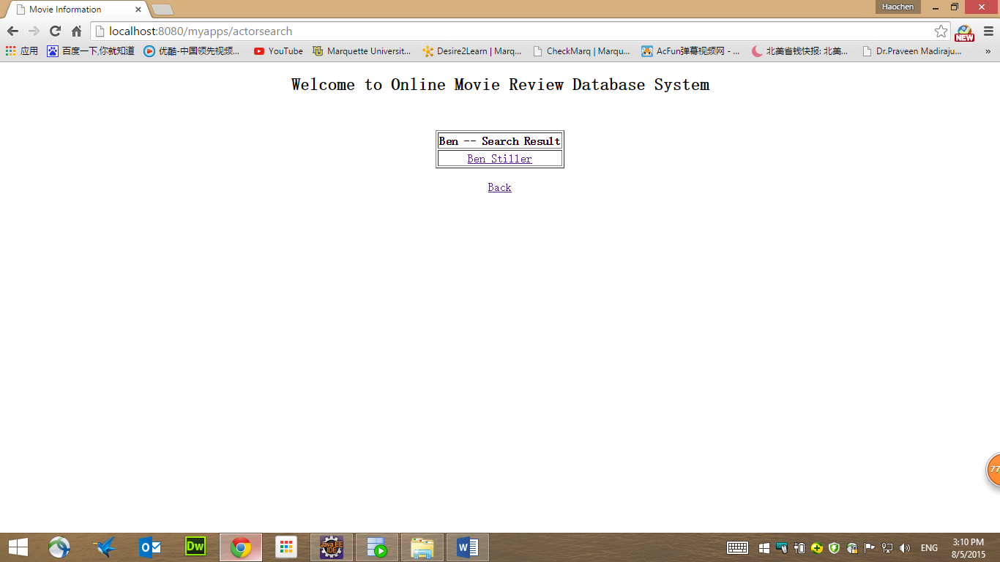 Movie Information
Haochen
localhost:8080/myapps/actorsearch
NEW
应用 百度一下,你就知道 优酷-中国领先视频... YouTube Marquette Universit... Desire2Learn | Marq... CheckMarq | Marqu... AcFun弹幕视频网 - ... 北美省钱快报: 北美... Dr.Praveen Madiraju... »
Welcome to Online Movie Review Database System
Ben -- Search Result
Ben Stiller
Back
77
Dw
Java EE
IDE
ENG
3:10 PM
8/5/2015